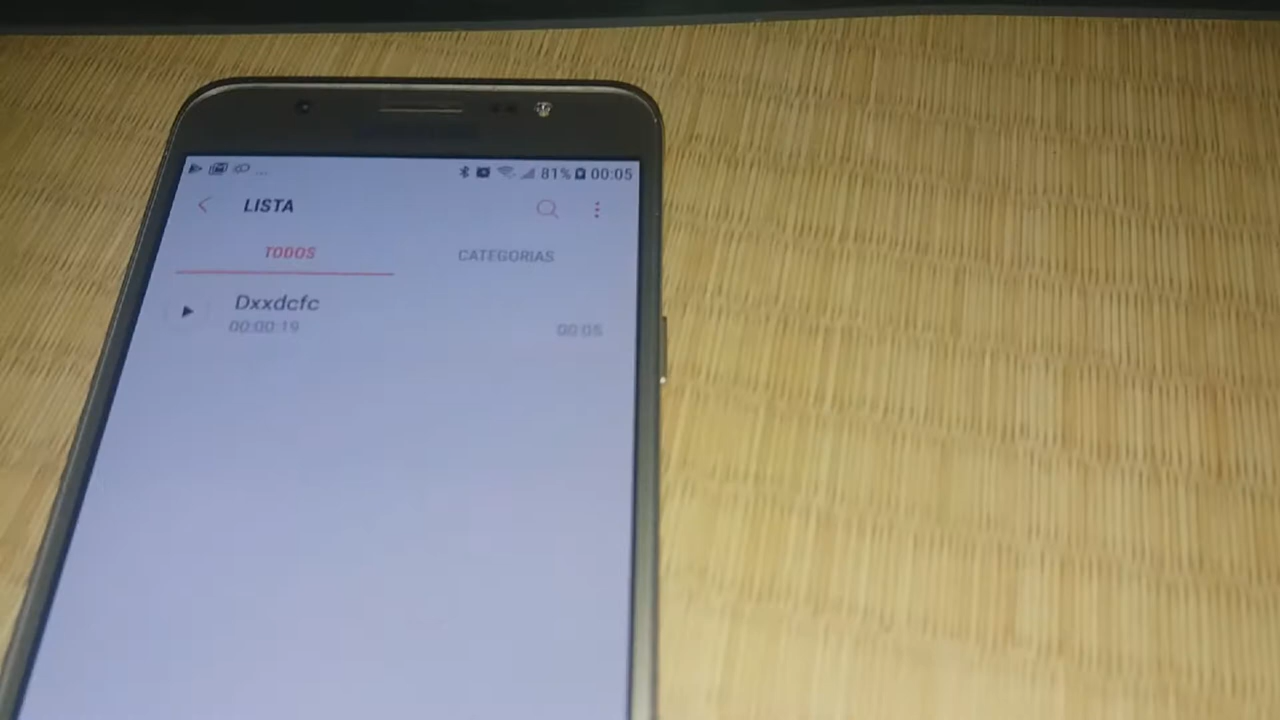 81% 00:05
LISTA
TODOS CATEGORIAS
Dxxdcfc
00:00:19 00:05